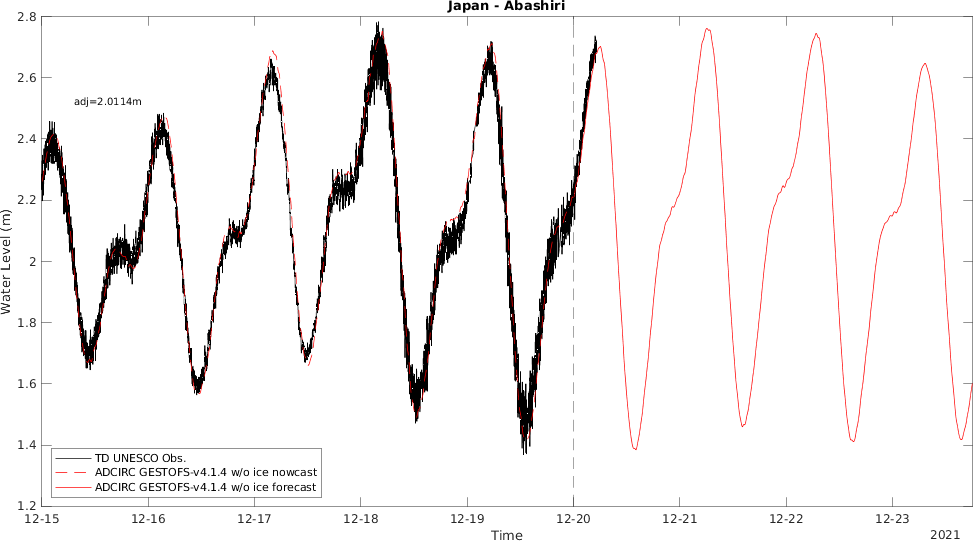 Japan - Abashiri
2.8
2.6
adj=2.0114m
2.4
2.2
2
1.8
1.6
1.4
1.2
Water Level (m)
TD UNESCO Obs.
ADCIRC GESTOFS-v4.1.4 w/o ice nowcast
ADCIRC GESTOFS-v4.1.4 w/o ice forecast
12-15 12-16 12-17 12-18 12-19 12-20 12-21 12-22 12-23
Time
2021